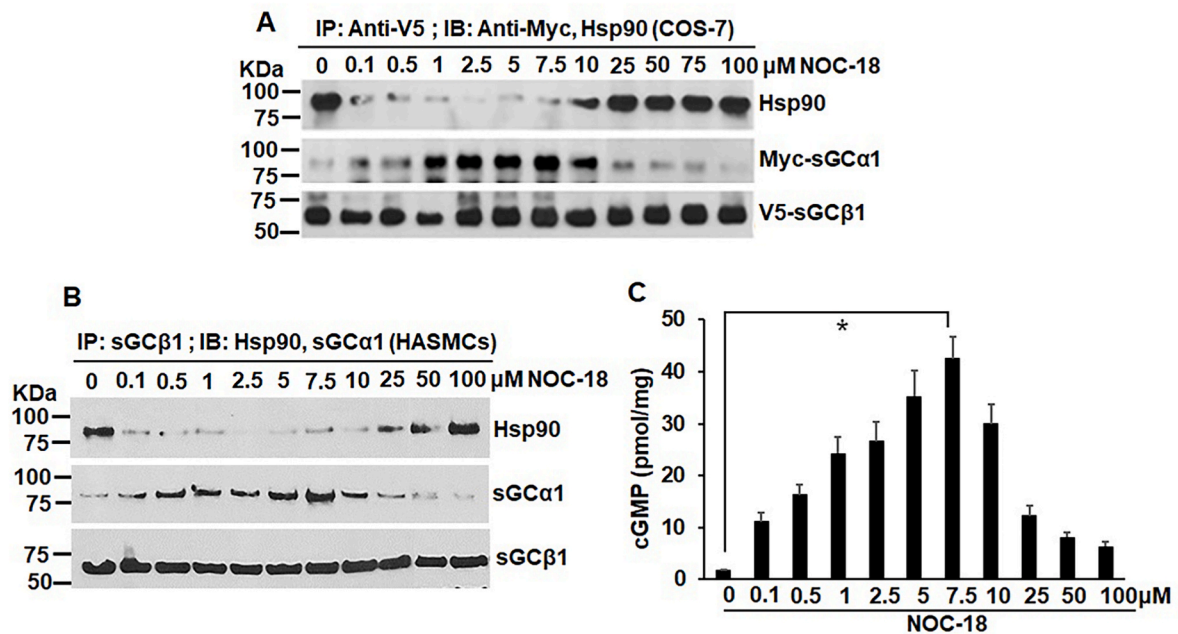 A
IP: Anti-V5 ; IB: Anti-Myc, Hsp90 (COS-7)
KDa 0 0.1 0.5 1 2.5 5 7.5 10 25 50 75 100 µM NOC-18
100
75
Hsp90
100
75
Myc-sGCα1
75
50
V5-sGCβ1
B
IP: sGCβ1 ; IB: Hsp90, sGCα1 (HASMCs)
KDa 0 0.1 0.5 1 2.5 5 7.5 10 25 50 100 µM NOC-18
100
75
Hsp90
100
75
sGCα1
75
50
sGCβ1
C
cGMP (pmol/mg)
50
40
30
20
10
0
*
0 0.1 0.5 1 2.5 5 7.5 10 25 50 100µM
NOC-18